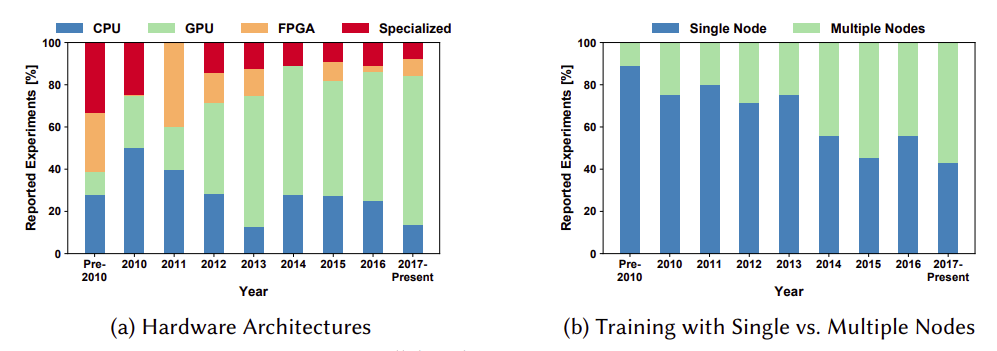 CPU GPU FPGA Specialized
Reported Experiments [%]
100
80
60
40
20
0
Pre-2010 2010 2011 2012 2013 2014 2015 2016 2017-Present
Year
(a) Hardware Architectures
Single Node Multiple Nodes
Reported Experiments [%]
100
80
60
40
20
0
Pre-2010 2010 2011 2012 2013 2014 2015 2016 2017-Present
Year
(b) Training with Single vs. Multiple Nodes